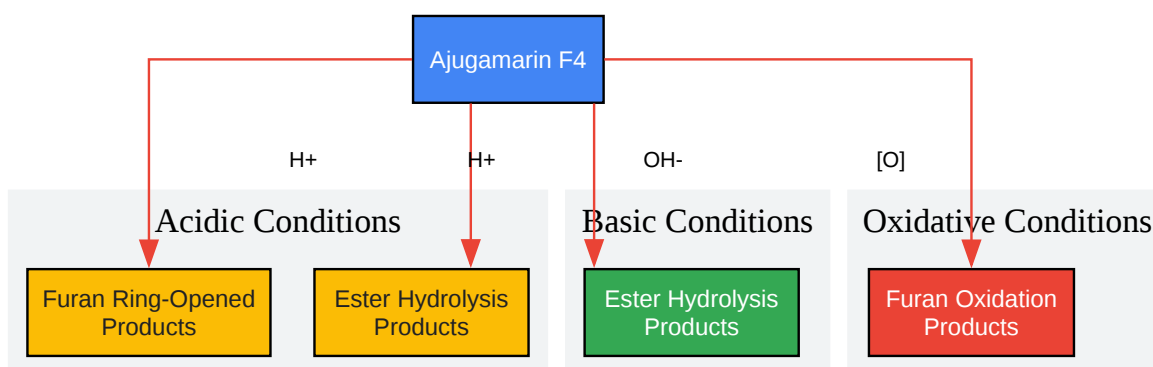 Ajugamarin F4
H+
H+
OH-
[O]
Acidic Conditions
Basic Conditions
Oxidative Conditions
Furan Ring-Opened
Products
Ester Hydrolysis
Products
Ester Hydrolysis
Products
Furan Oxidation
Products